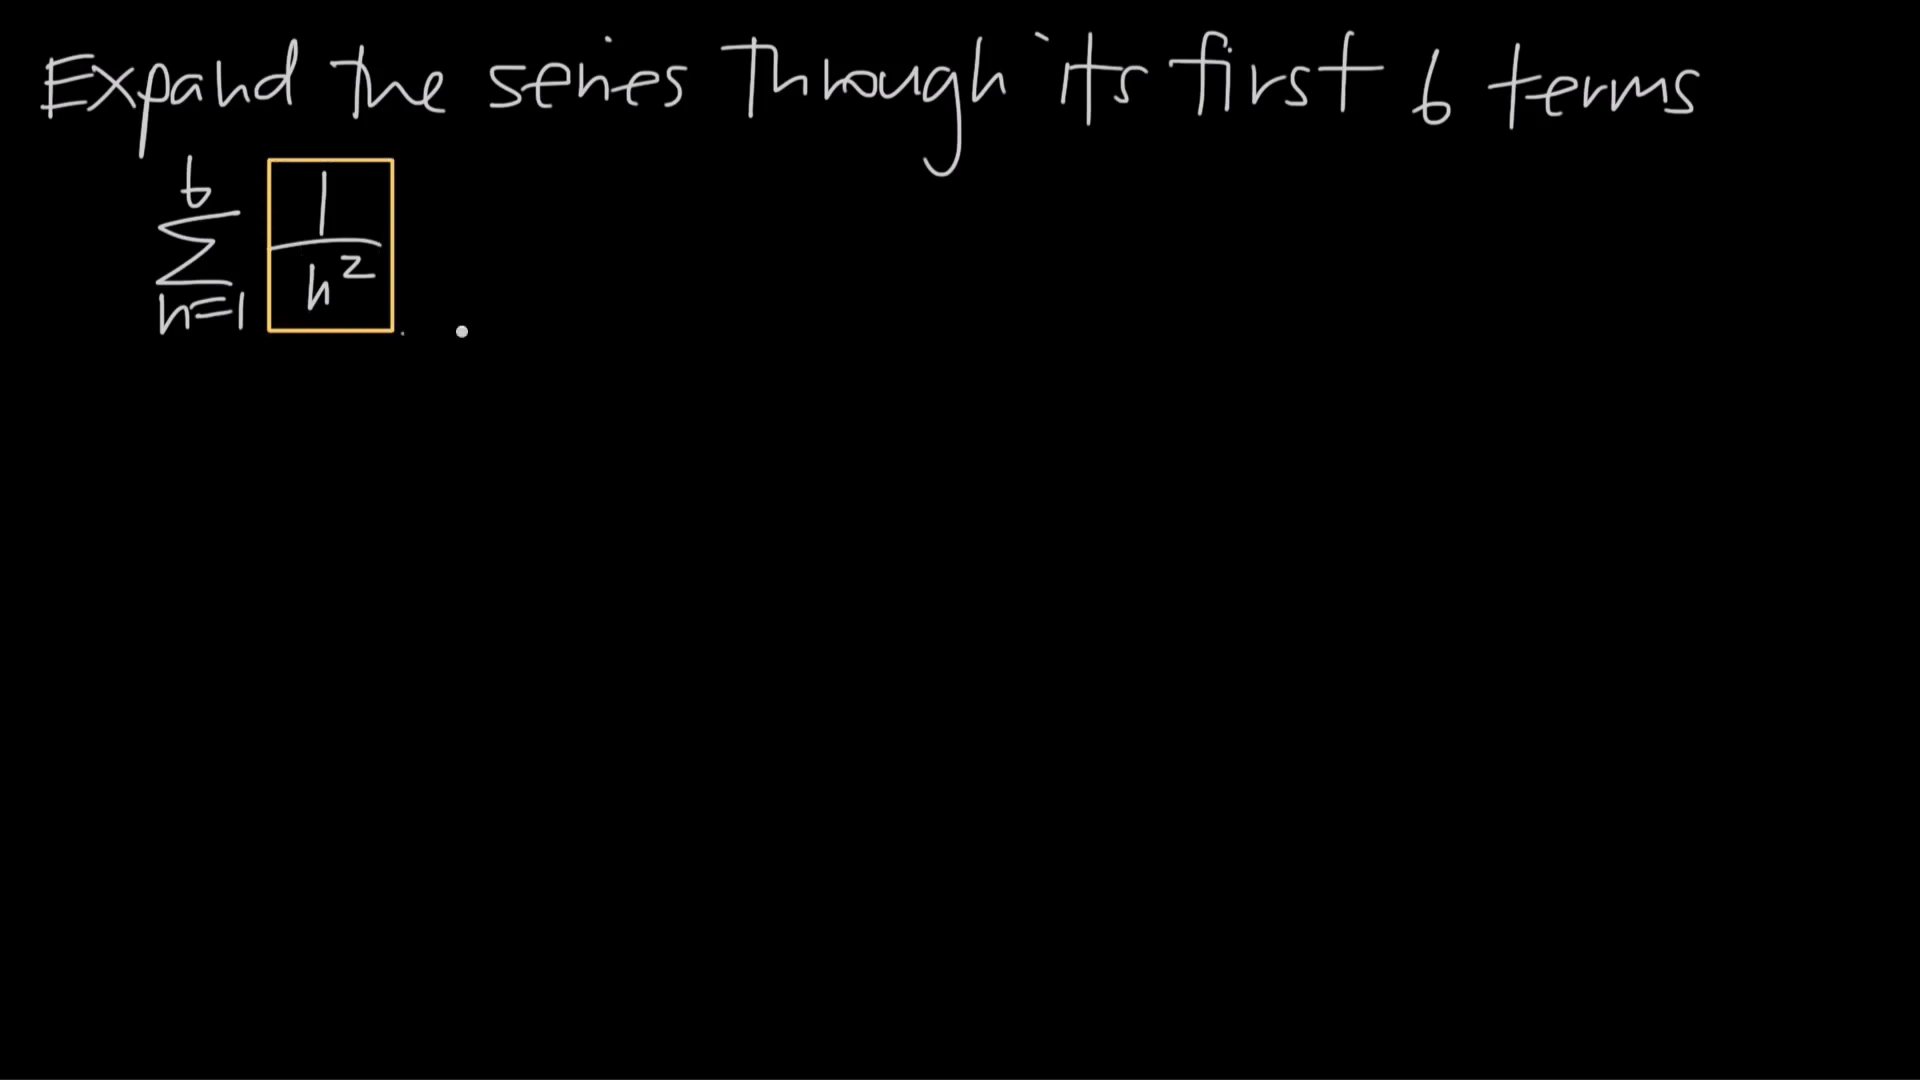 Expand the series through its first 6 terms
6
∑ 1/n²
n=1